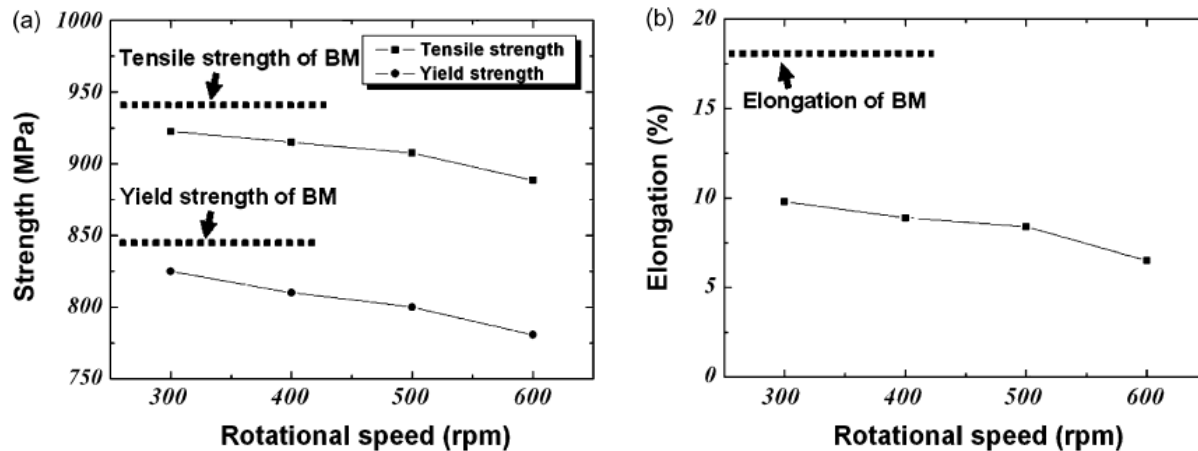 (a)
1000
950
900
850
800
750
Strength (MPa)
Tensile strength of BM
Yield strength of BM
Tensile strength
Yield strength
300 400 500 600
Rotational speed (rpm)
(b)
20
15
10
5
0
Elongation (%)
Elongation of BM
300 400 500 600
Rotational speed (rpm)